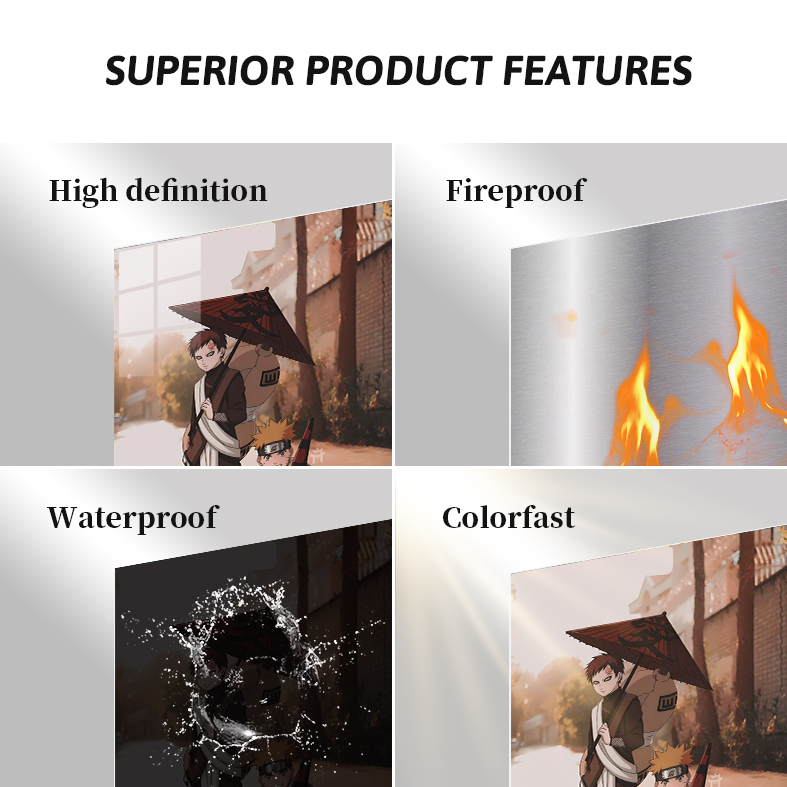 SUPERIOR PRODUCT FEATURES
High definition
Fireproof
Waterproof
Colorfast